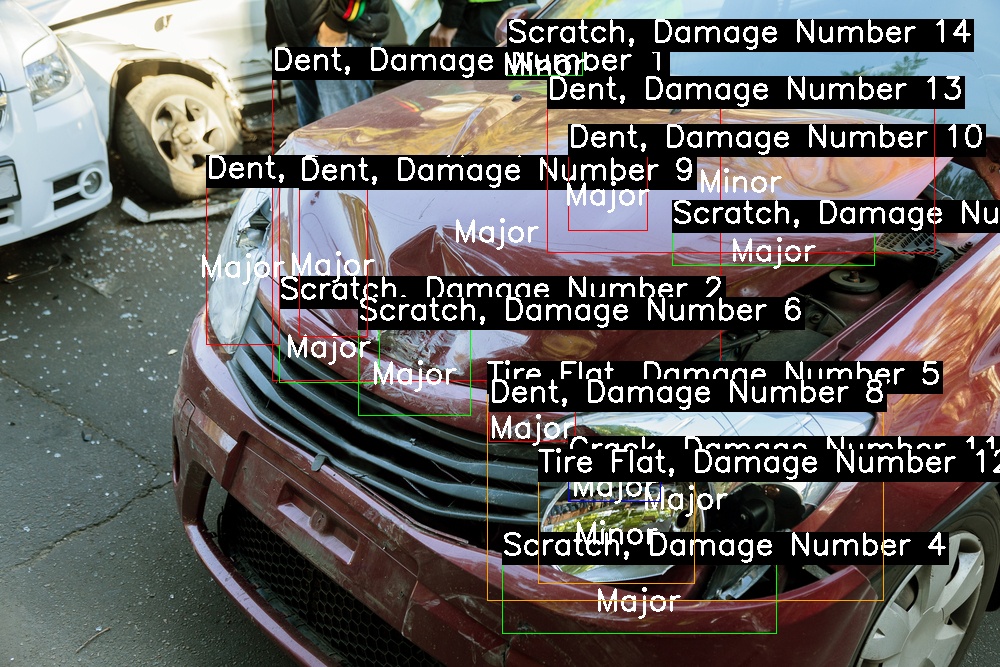 Scratch, Damage Number 14
Dent, Damage Number 1
Minor
Dent, Damage Number 13
Dent, Damage Number 10
Dent, Dent, Damage Number 9
Minor
Major
Scratch, Damage Nu
Major
Major
Major
Major
Scratch, Damage Number 2
Scratch, Damage Number 6
Major
Major
Tire Flat, Damage Number 5
Dent, Damage Number 8
Major
Crack, Damage Number 11
Tire Flat, Damage Number 12
Major
Major
Minor
Scratch, Damage Number 4
Major